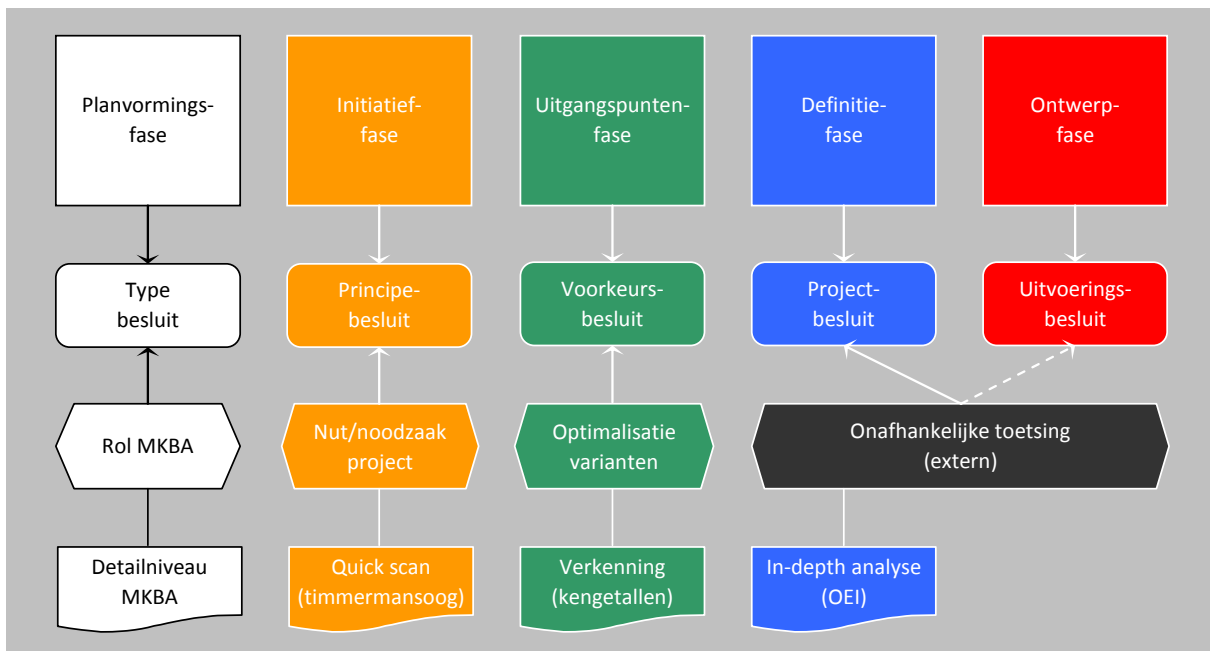 Planvormings-
fase
Initiatief-
fase
Uitgangspunten-
fase
Definitie-
fase
Ontwerp-
fase
Type
besluit
Principe-
besluit
Voorkeurs-
besluit
Project-
besluit
Uitvoerings-
besluit
Rol MKBA
Nut/noodzaak
project
Optimalisatie
varianten
Onafhankelijke toetsing
(extern)
Detailniveau
MKBA
Quick scan
(timmermansoog)
Verkenning
(kengetallen)
In-depth analyse
(OEI)